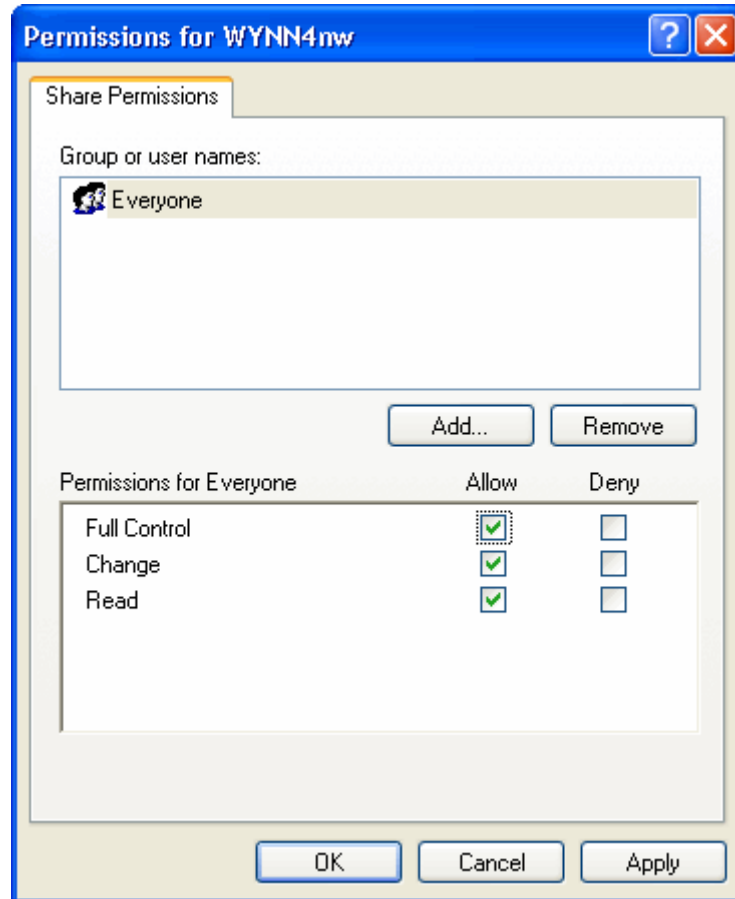 Permissions for WYNN4nw
Share Permissions
Group or user names:
Everyone
Add... Remove
Permissions for Everyone Allow Deny
Full Control
Change
Read
OK Cancel Apply